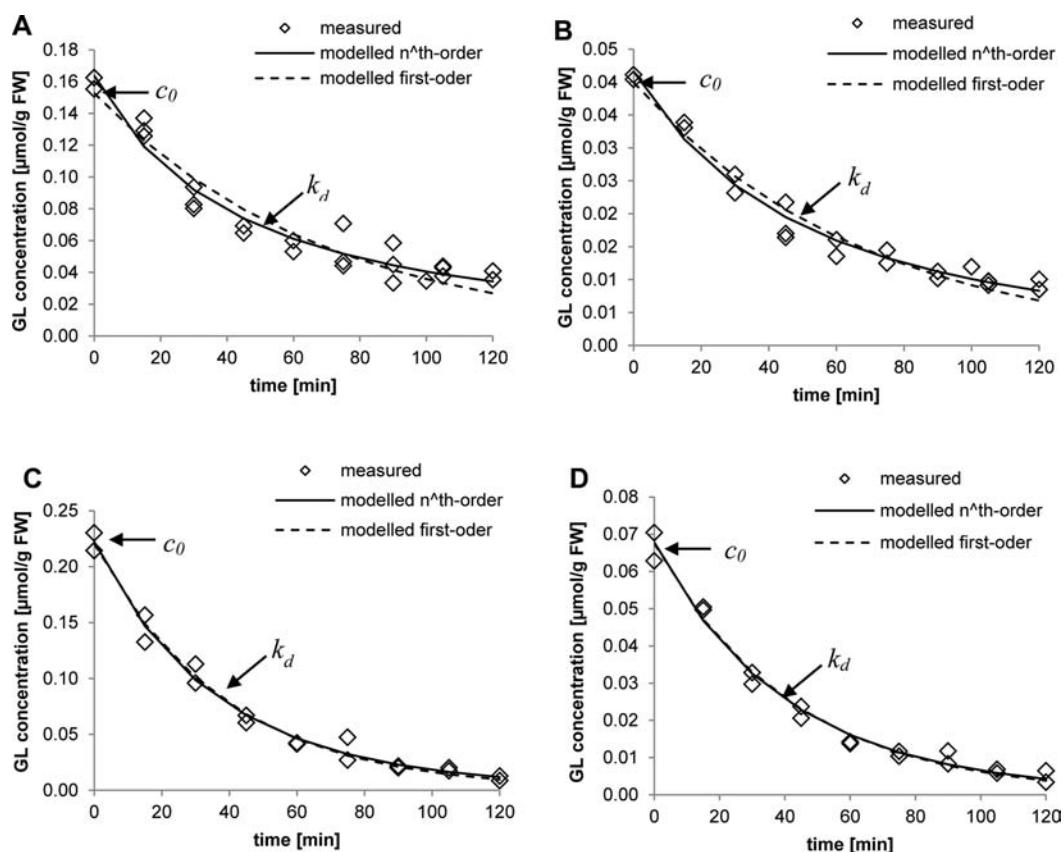 A
measured
modelled n^th-order
modelled first-oder
GL concentration [µmol/g FW]
0.18
0.16
0.14
0.12
0.10
0.08
0.06
0.04
0.02
0.00
c0
kd
0 20 40 60 80 100 120
time [min]
B
measured
modelled n^th-order
modelled first-oder
GL concentration [µmol/g FW]
0.05
0.04
0.04
0.03
0.03
0.02
0.02
0.01
0.01
0.00
c0
kd
0 20 40 60 80 100 120
time [min]
C
measured
modelled n^th-order
modelled first-oder
GL concentration [µmol/g FW]
0.25
0.20
0.15
0.10
0.05
0.00
c0
kd
0 20 40 60 80 100 120
time [min]
D
measured
modelled n^th-order
modelled first-oder
GL concentration [µmol/g FW]
0.08
0.07
0.06
0.05
0.04
0.03
0.02
0.01
0.00
c0
kd
0 20 40 60 80 100 120
time [min]